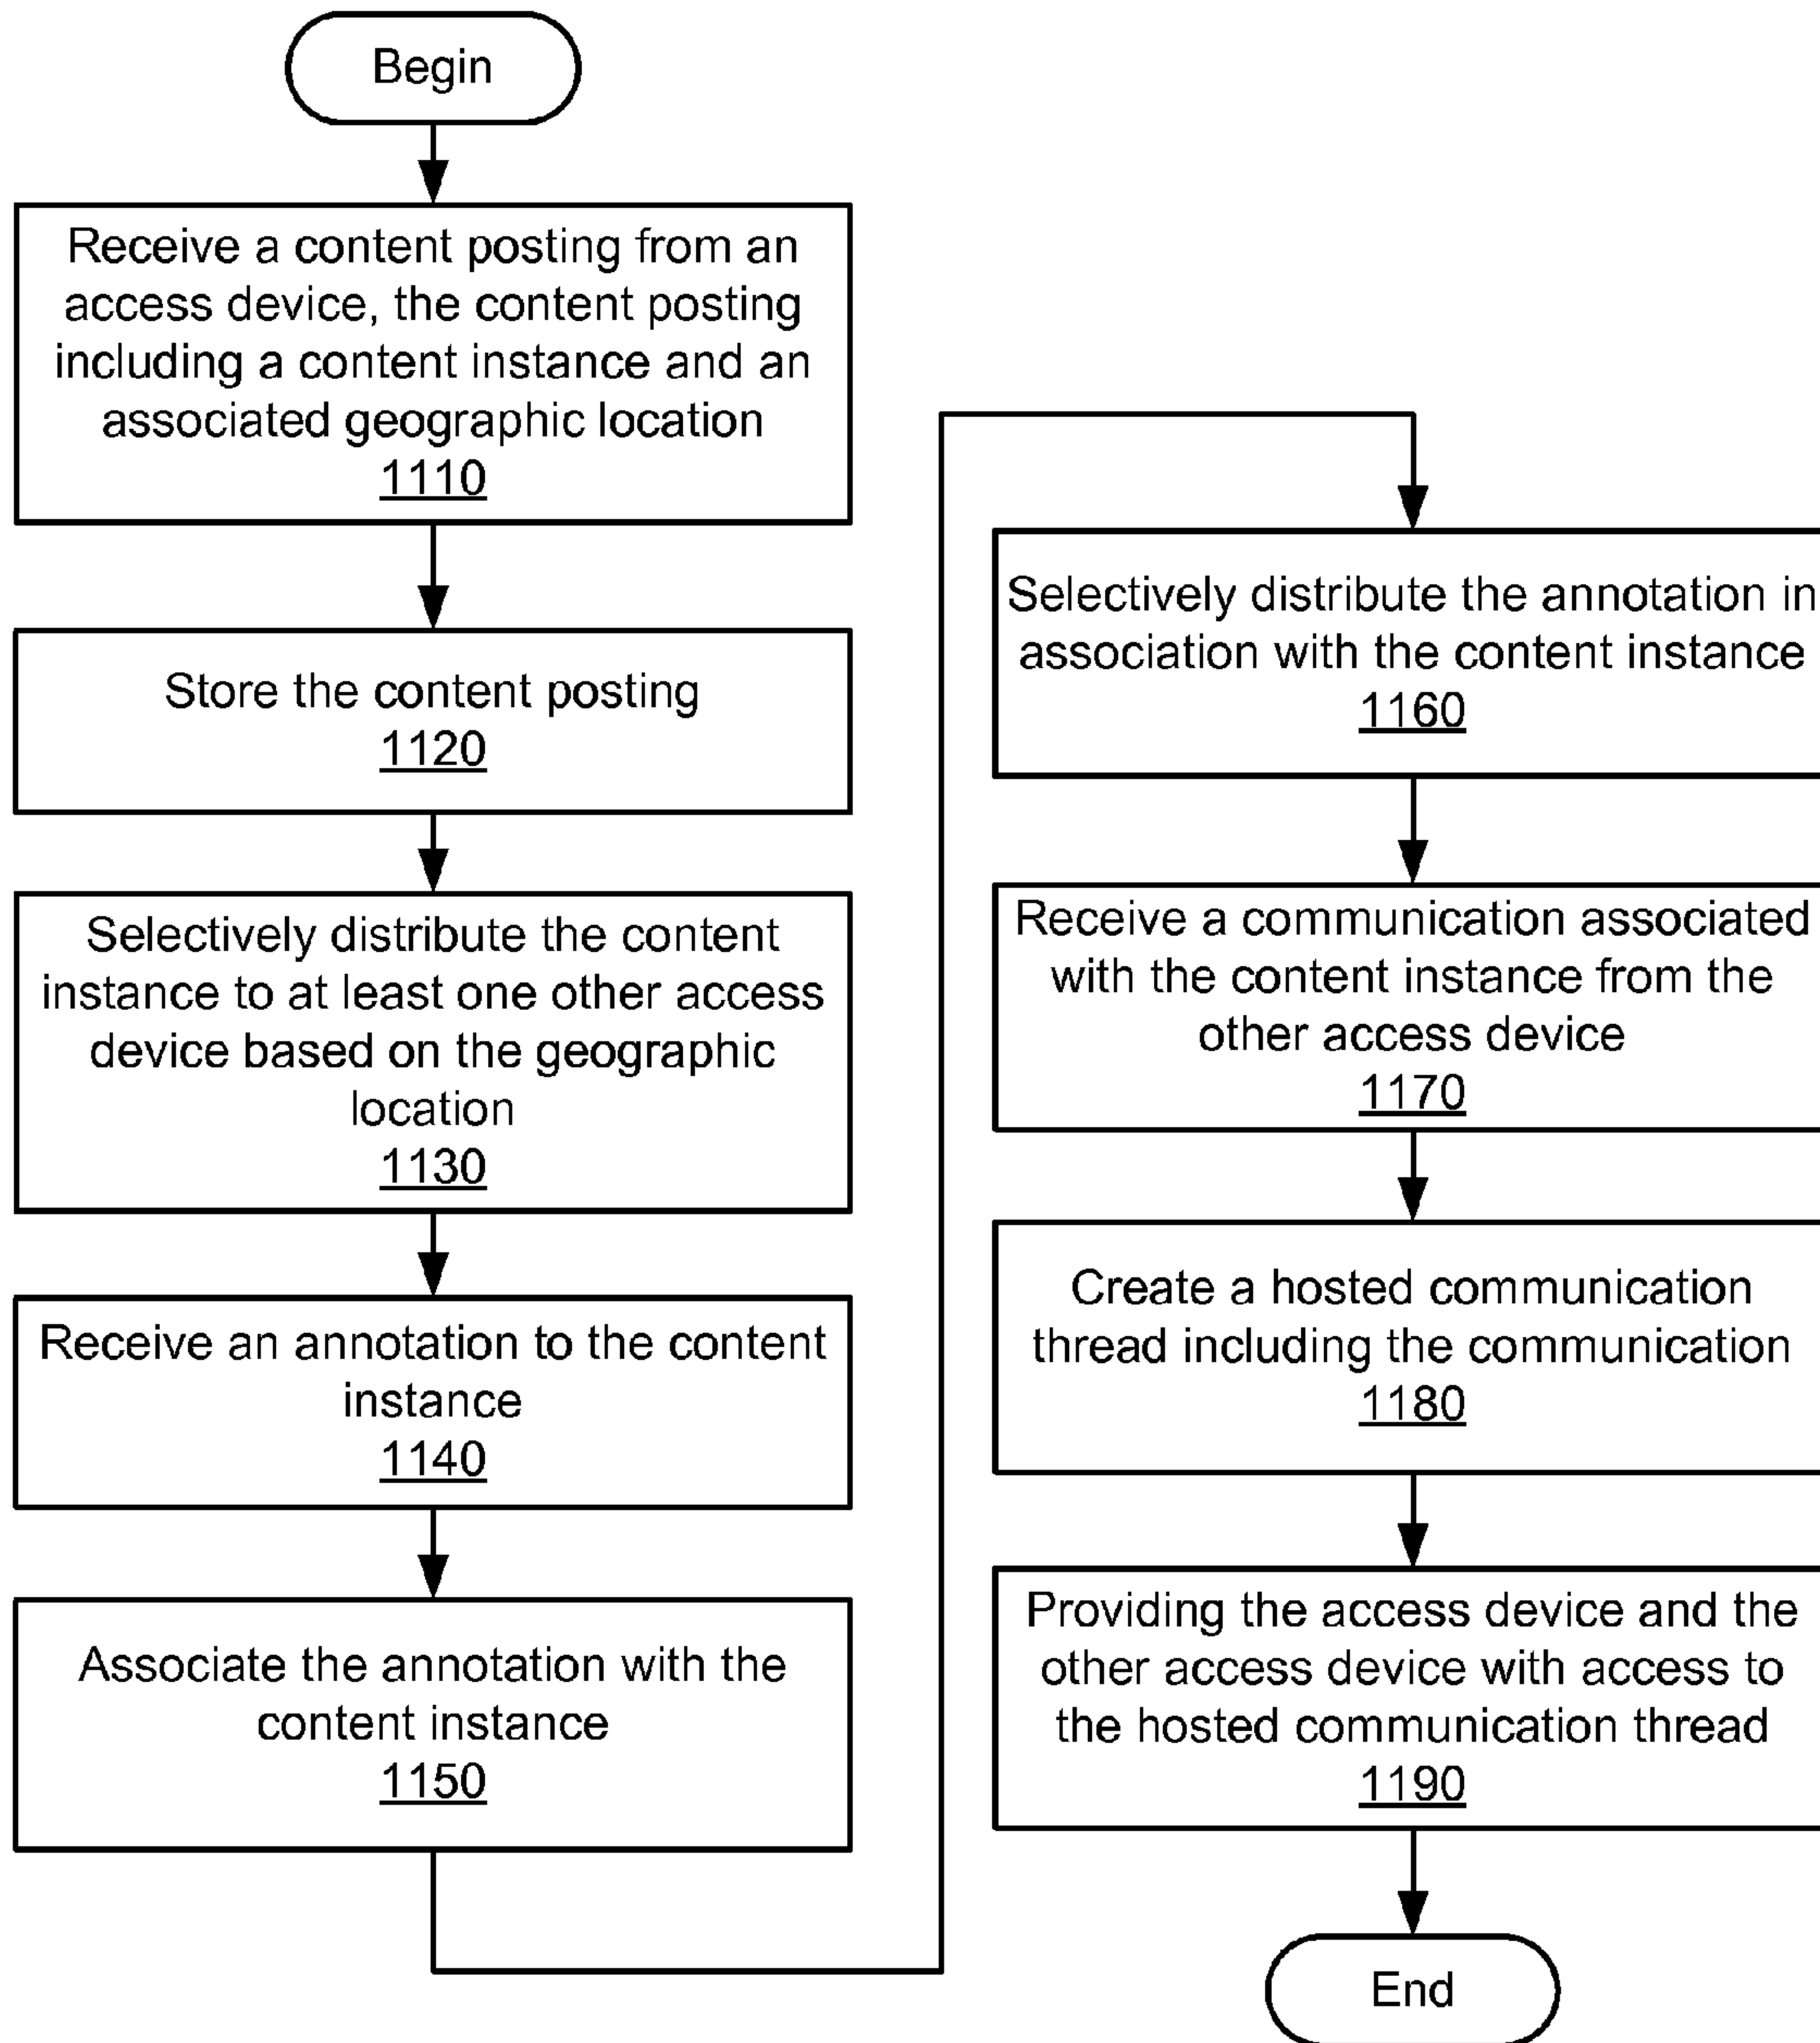 Begin
Receive a content posting from an
access device, the content posting
including a content instance and an
associated geographic location
1110
Store the content posting
1120
Selectively distribute the content
instance to at least one other access
device based on the geographic
location
1130
Receive an annotation to the content
instance
1140
Associate the annotation with the
content instance
1150
Selectively distribute the annotation in
association with the content instance
1160
Receive a communication associated
with the content instance from the
other access device
1170
Create a hosted communication
thread including the communication
1180
Providing the access device and the
other access device with access to
the hosted communication thread
1190
End